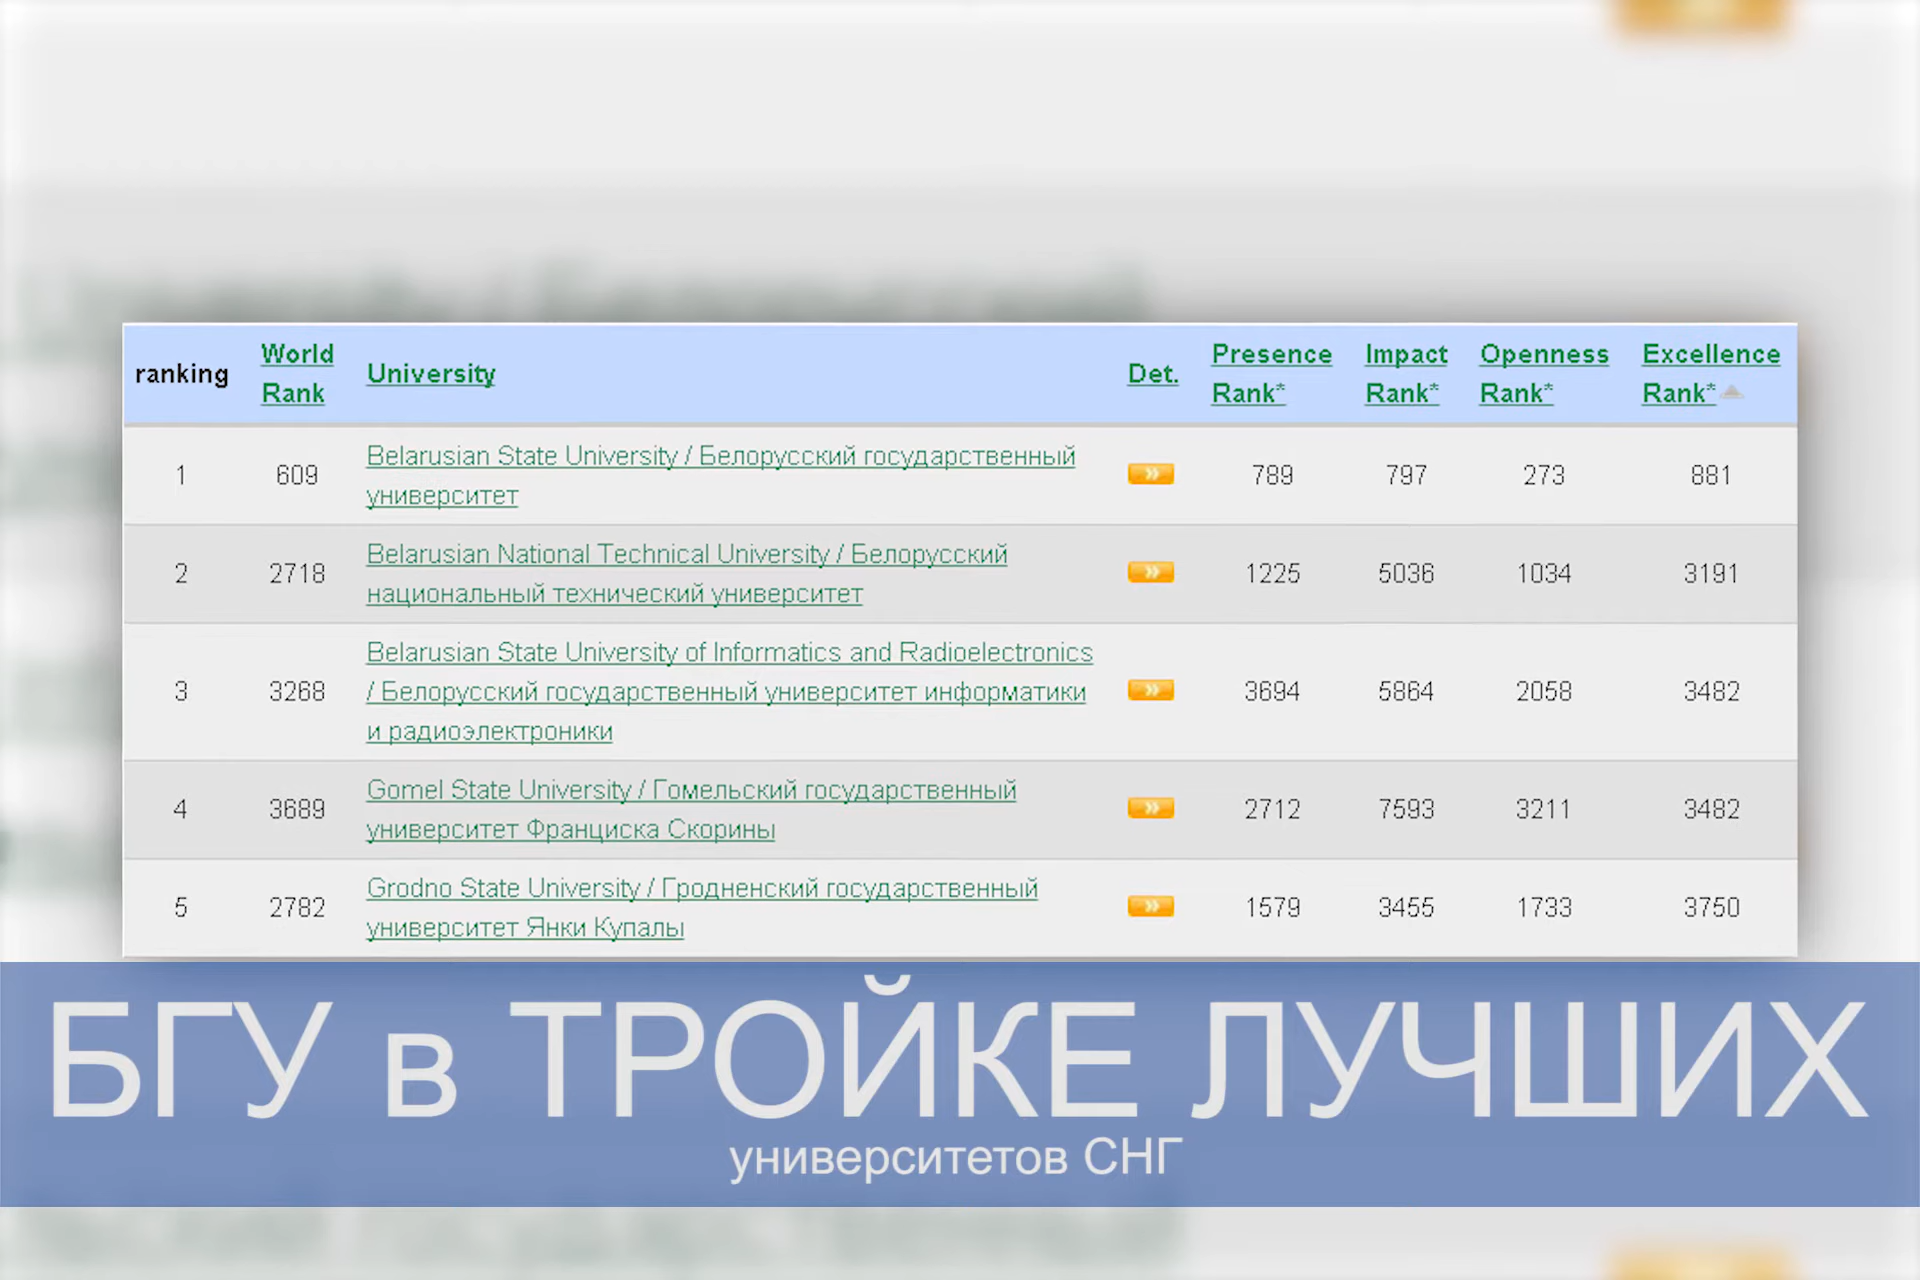 ranking
World
Rank
University
Det.
Presence
Rank*
Impact
Rank*
Openness
Rank*
Excellence
Rank*
1
609
Belarusian State University / Белорусский государственный
университет
789
797
273
881
2
2718
Belarusian National Technical University / Белорусский
национальный технический университет
1225
5036
1034
3191
3
3268
Belarusian State University of Informatics and Radioelectronics
/ Белорусский государственный университет информатики
и радиоэлектроники
3694
5864
2058
3482
4
3689
Gomel State University / Гомельский государственный
университет Франциска Скорины
2712
7593
3211
3482
5
2782
Grodno State University / Гродненский государственный
университет Янки Купалы
1579
3455
1733
3750
БГУ в ТРОЙКЕ ЛУЧШИХ
университетов СНГ